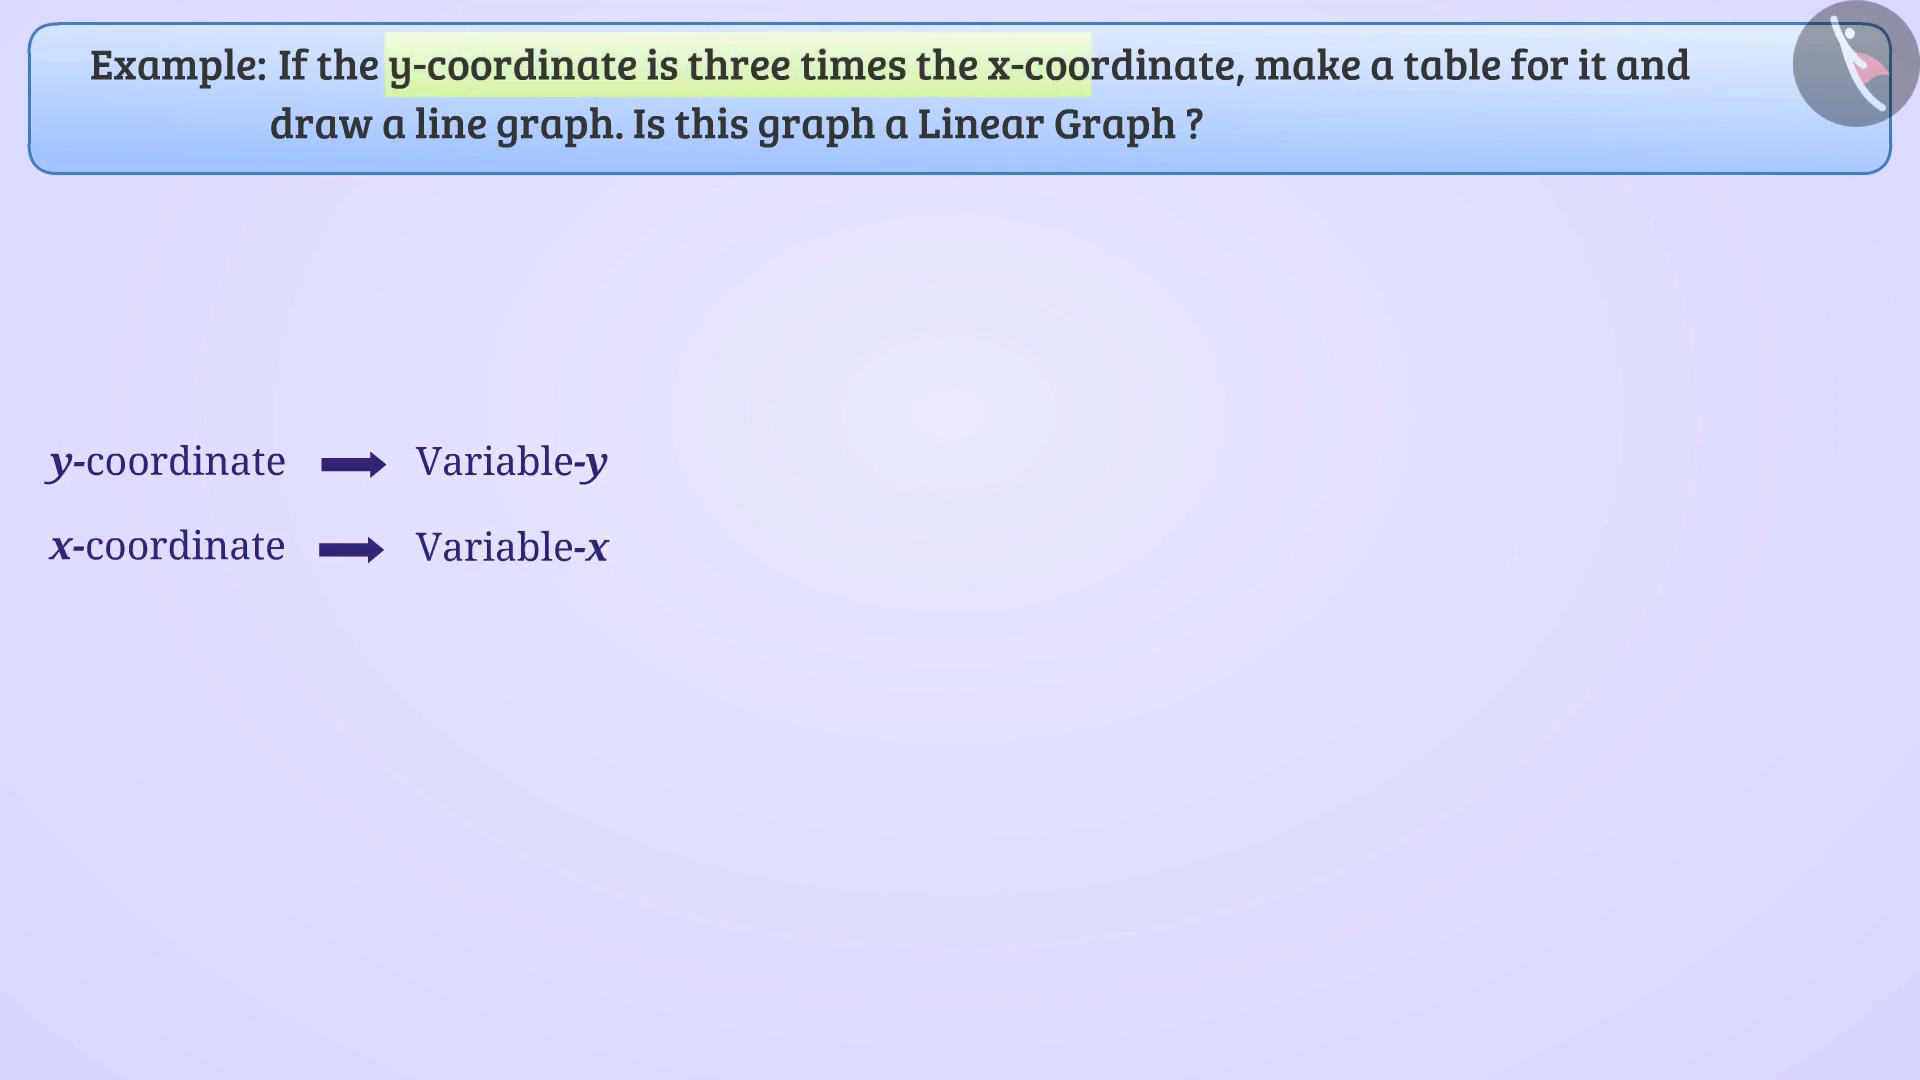 Example: If the y-coordinate is three times the x-coordinate, make a table for it and
draw a line graph. Is this graph a Linear Graph ?
y-coordinate ➡ Variable-y
x-coordinate ➡ Variable-x